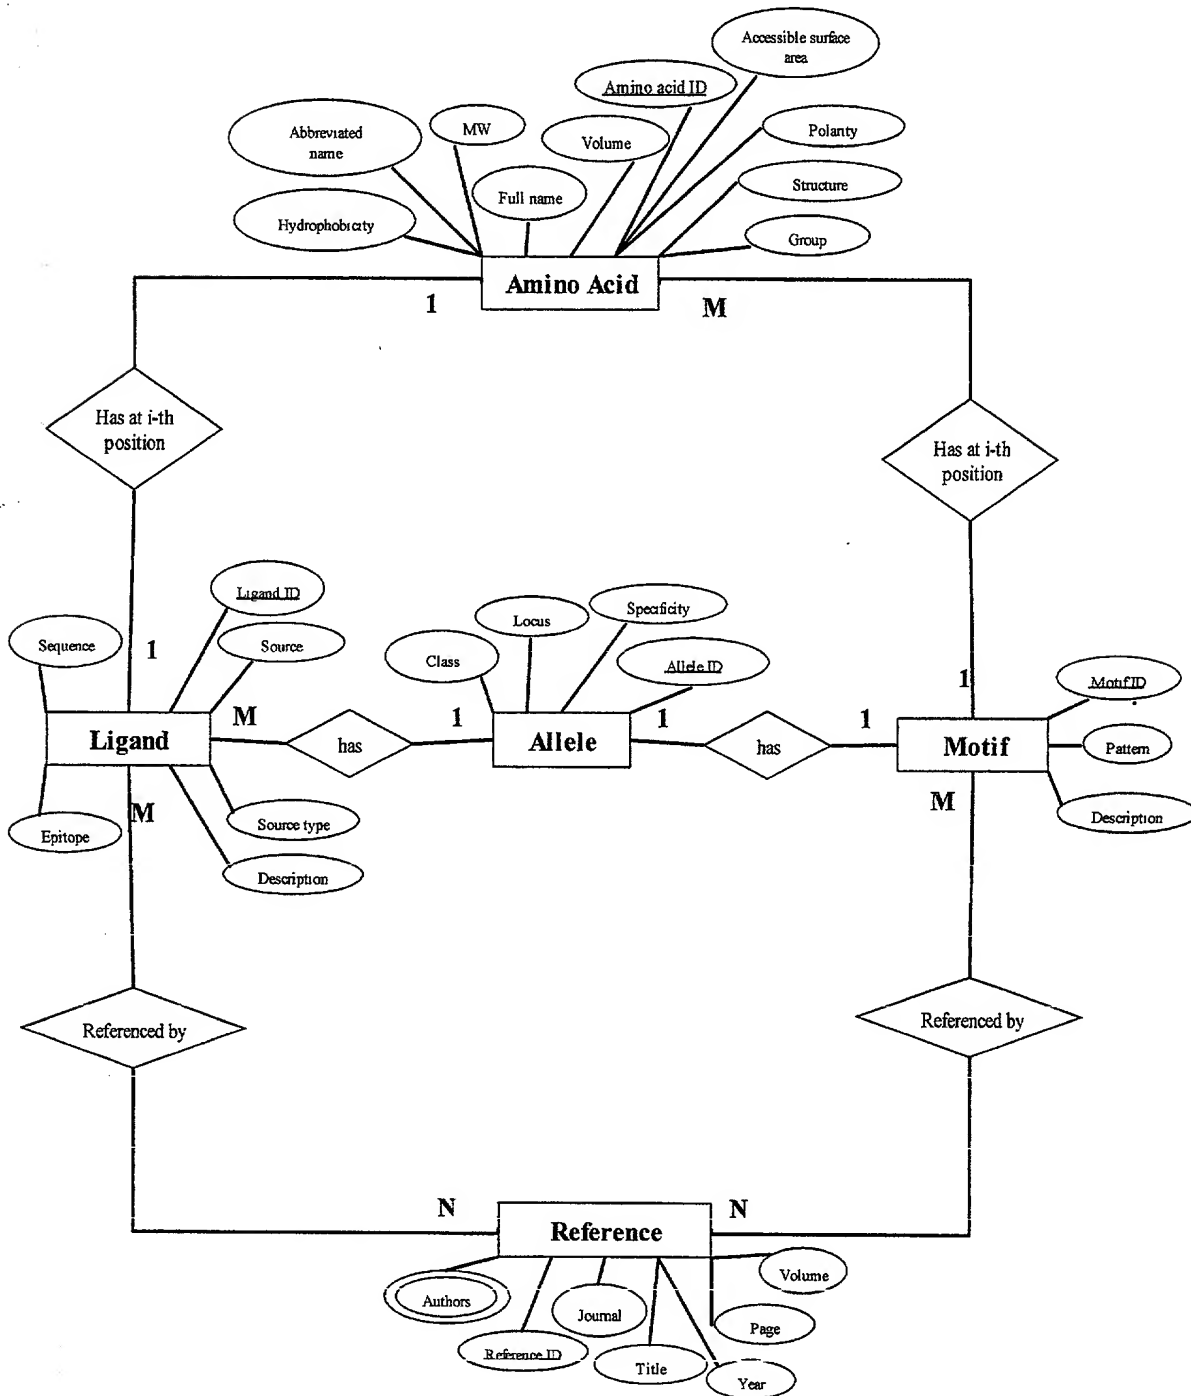 Accessible surface
area
Amino acid ID
Abbreviated
name
MW
Volume
Polarity
Structure
Full name
Hydrophobicity
Group
Amino Acid
1
M
Has at i-th
position
Has at i-th
position
Ligand ID
Specificity
Locus
Sequence
Source
Class
Allele ID
1
1
Motif ID
M
1
1
1
Ligand
has
Allele
has
Motif
Pattern
M
M
Epitope
Source type
Description
Description
Referenced by
Referenced by
N
N
Reference
Volume
Authors
Journal
Page
Reference ID
Title
Year